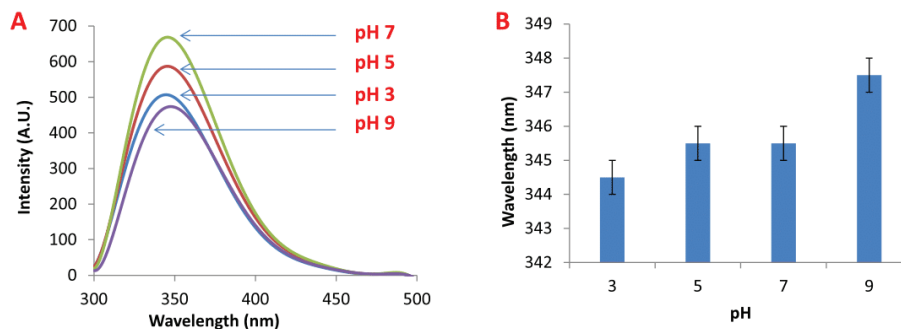 A
Intensity (A.U.)
800
700
600
500
400
300
200
100
0
300
350
400
450
500
Wavelength (nm)
pH 7
pH 5
pH 3
pH 9
B
Wavelength (nm)
349
348
347
346
345
344
343
342
3
5
7
9
pH